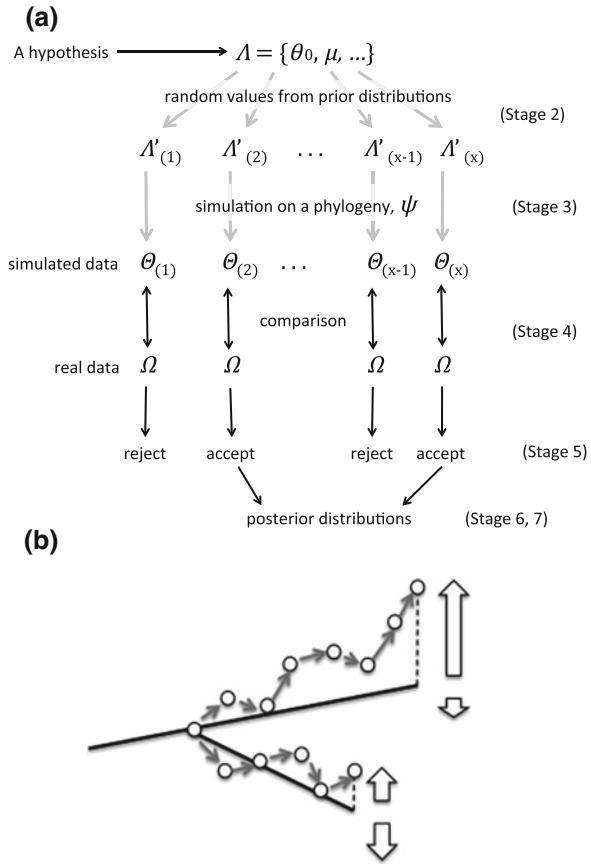 (a)
A hypothesis Λ = {θ0, μ, ...}
random values from prior distributions
(Stage 2)
Λ'(1) Λ'(2) ... Λ'(x-1) Λ'(x)
simulation on a phylogeny, ψ (Stage 3)
simulated data Θ(1) Θ(2) ... Θ(x-1) Θ(x)
comparison (Stage 4)
real data Ω Ω Ω Ω
reject accept reject accept (Stage 5)
posterior distributions (Stage 6, 7)
(b)